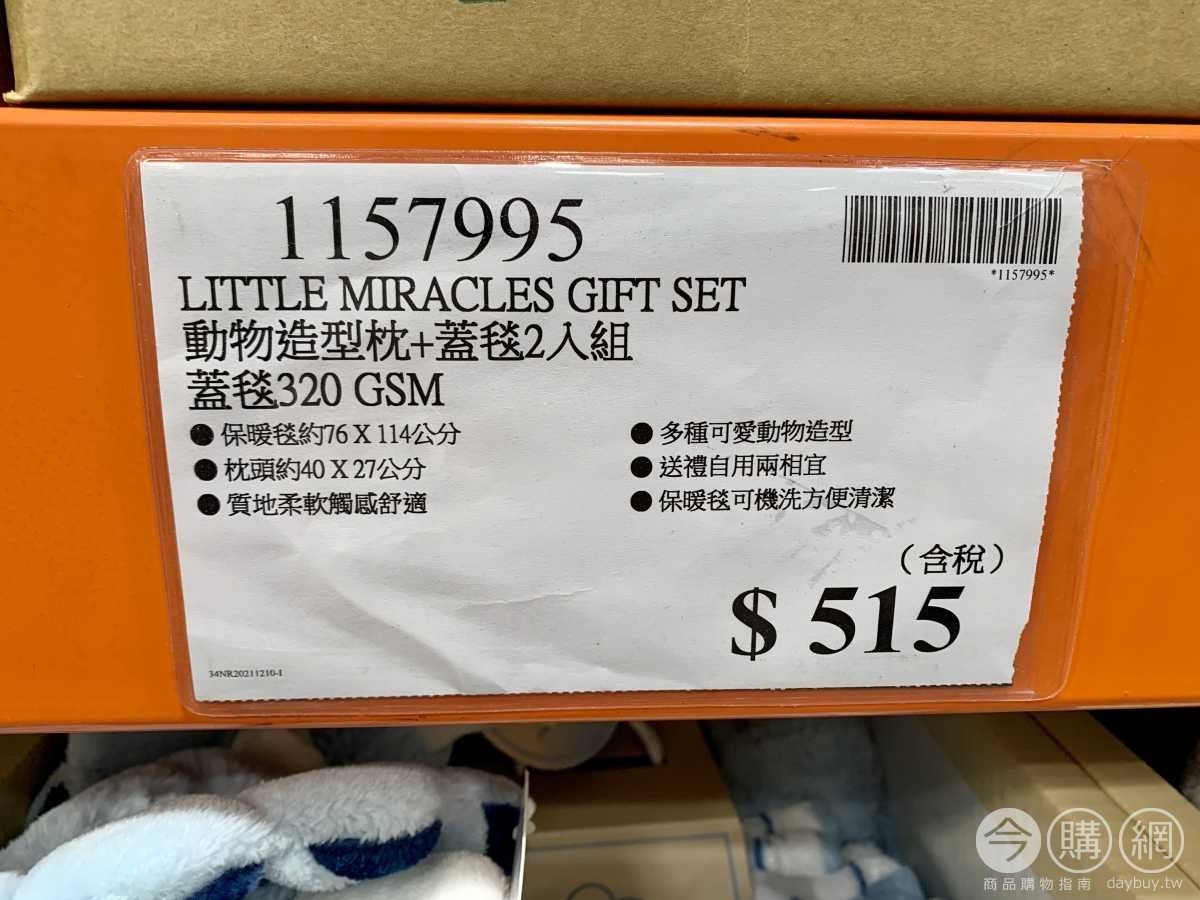 1157995
*1157995*
LITTLE MIRACLES GIFT SET
動物造型枕+蓋毯2入組
蓋毯320 GSM
● 保暖毯約76 X 114公分
● 枕頭約40 X 27公分
● 質地柔軟觸感舒適
● 多種可愛動物造型
● 送禮自用兩相宜
● 保暖毯可機洗方便清潔
（含稅）
$ 515
34NR20211210-I
今購網
商品購物指南 daybuy.tw